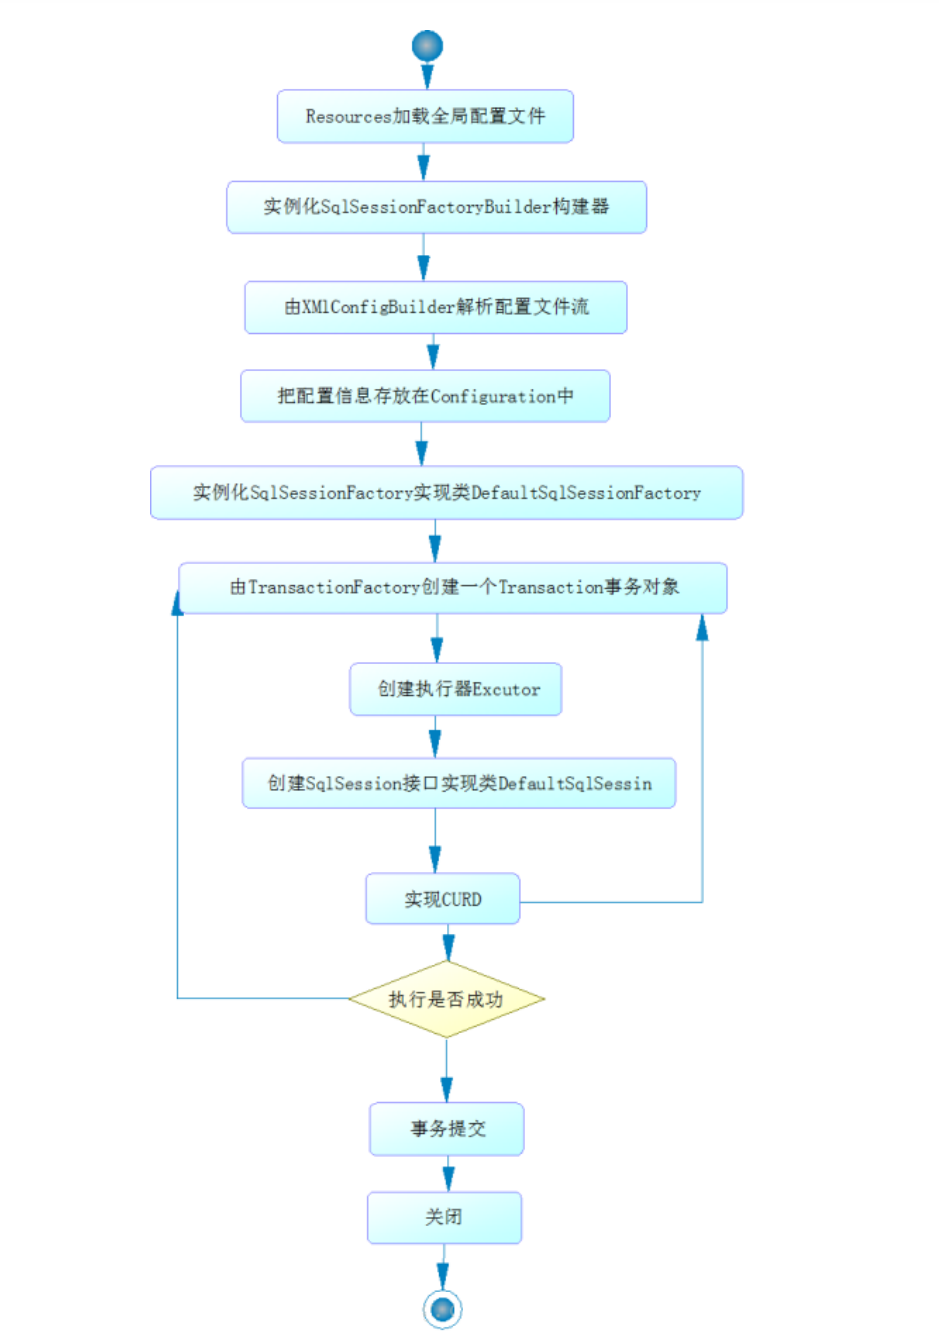 Resources加载全局配置文件
实例化SqlSessionFactoryBuilder构建器
由XMlConfigBuilder解析配置文件流
把配置信息存放在Configuration中
实例化SqlSessionFactory实现类DefaultSqlSessionFactory
由TransactionFactory创建一个Transaction事务对象
创建执行器Excutor
创建SqlSession接口实现类DefaultSqlSessin
实现CURD
执行是否成功
事务提交
关闭